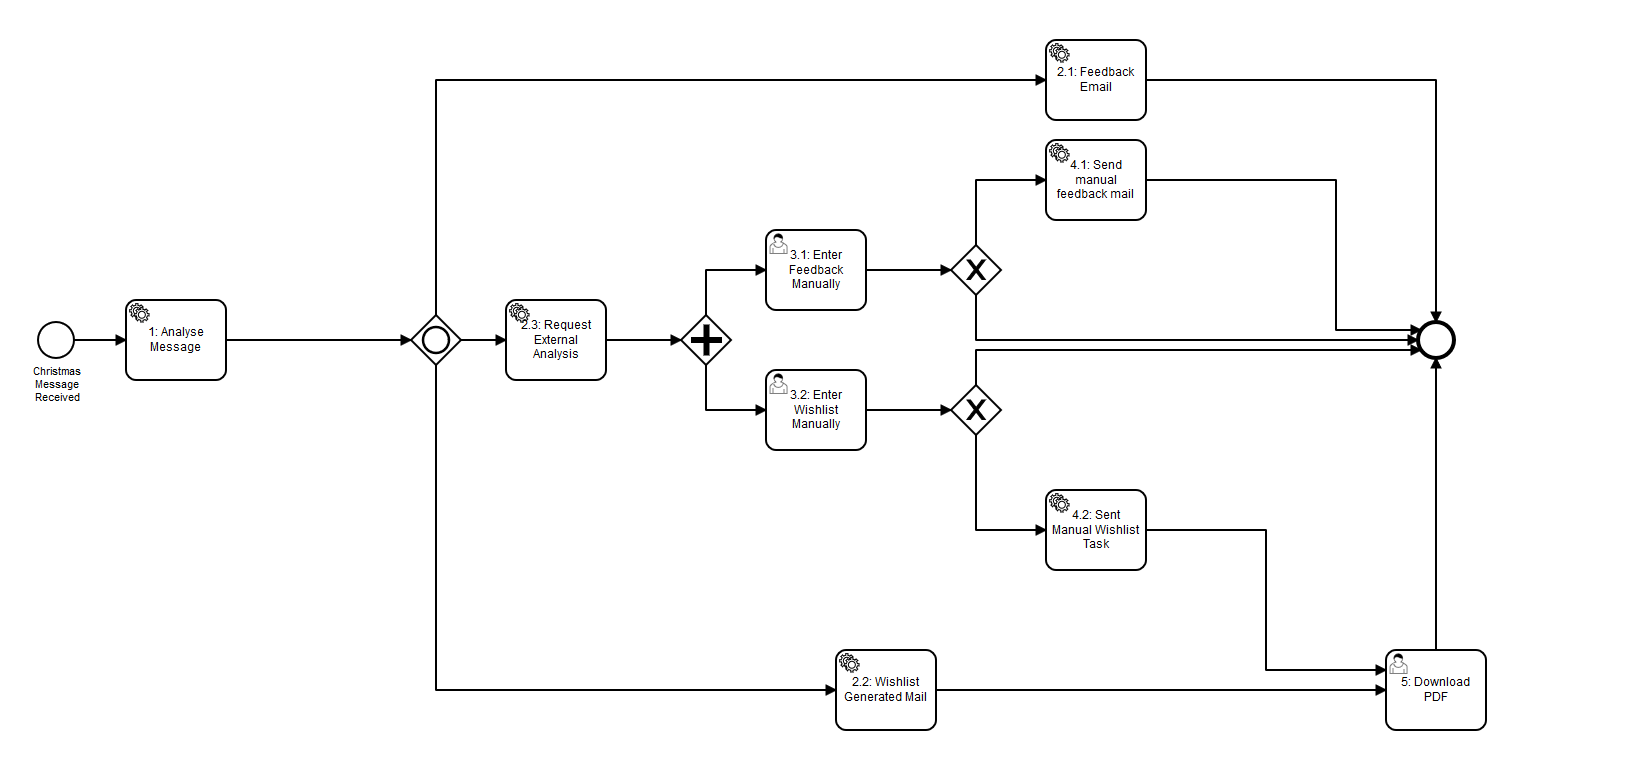 2.1: Feedback
Email
4.1: Send
manual
feedback mail
3.1: Enter
Feedback
Manually
1: Analyse
Message
Christmas
Message
Received
2.3: Request
External
Analysis
3.2: Enter
Wishlist
Manually
4.2: Sent
Manual Wishlist
Task
2.2: Wishlist
Generated Mail
5: Download
PDF